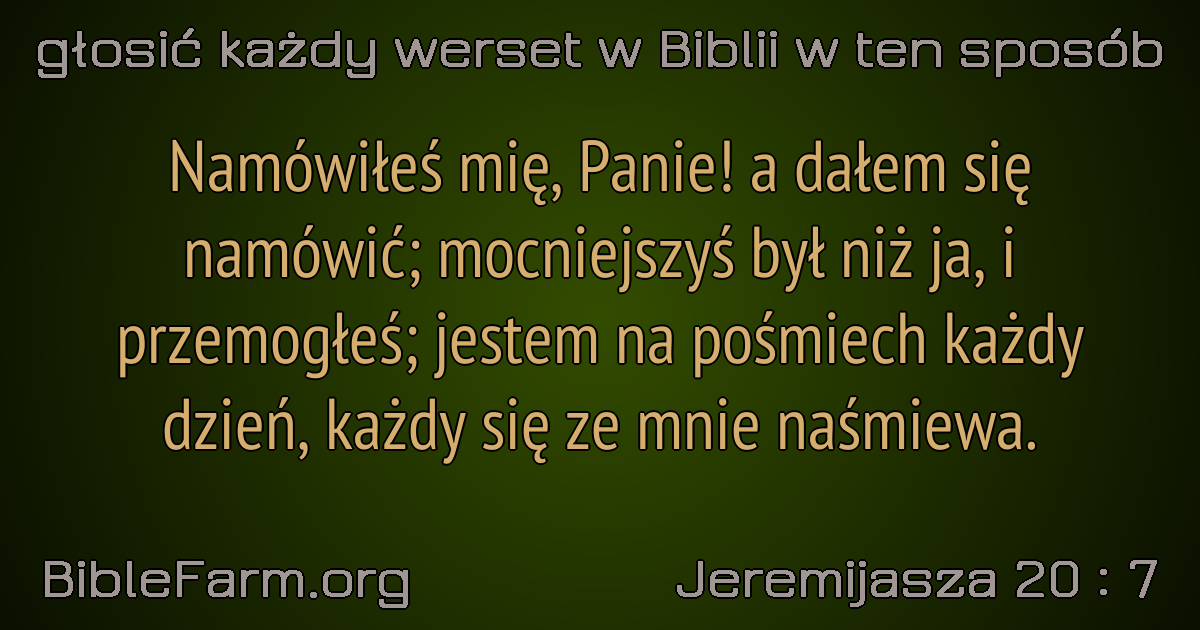 głosić każdy werset w Biblii w ten sposób
Namówiłeś mię, Panie! a dałem się
namówić; mocniejszyś był niż ja, i
przemogłeś; jestem na pośmiech każdy
dzień, każdy się ze mnie naśmiewa.
BibleFarm.org
Jeremijasza 20 : 7